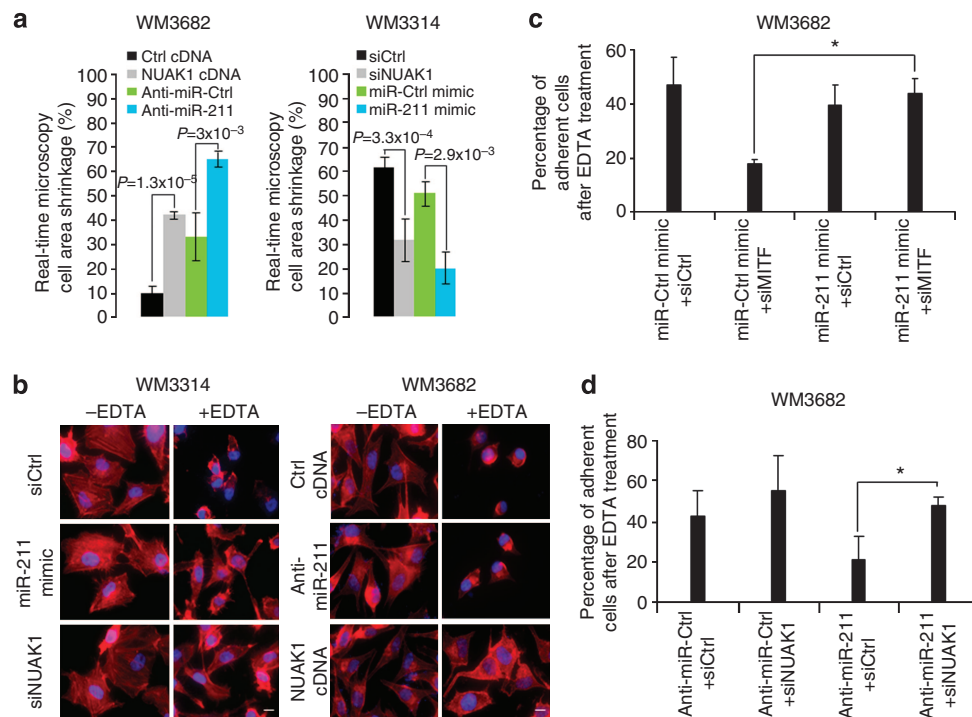 a
WM3682
Ctrl cDNA
NUAK1 cDNA
Anti-miR-Ctrl
Anti-miR-211
Real-time microscopy
cell area shrinkage (%)
100
90
80
70
60
50
40
30
20
10
0
P=1.3x10⁻⁵
P=3x10⁻³
WM3314
siCtrl
siNUAK1
miR-Ctrl mimic
miR-211 mimic
Real-time microscopy
cell area shrinkage (%)
100
90
80
70
60
50
40
30
20
10
0
P=3.3x10⁻⁴
P=2.9x10⁻³
b
WM3314
–EDTA
+EDTA
siCtrl
miR-211
mimic
siNUAK1
WM3682
–EDTA
+EDTA
Ctrl
cDNA
Anti-
miR-211
NUAK1
cDNA
c
WM3682
Percentage of
adherent cells
after EDTA treatment
60
40
20
0
*
miR-Ctrl mimic
+siCtrl
miR-Ctrl mimic
+siMITF
miR-211 mimic
+siCtrl
miR-211 mimic
+siMITF
d
WM3682
Percentage of adherent
cells after EDTA treatment
80
60
40
20
0
*
Anti-miR-Ctrl
+siCtrl
Anti-miR-Ctrl
+siNUAK1
Anti-miR-211
+siCtrl
Anti-miR-211
+siNUAK1